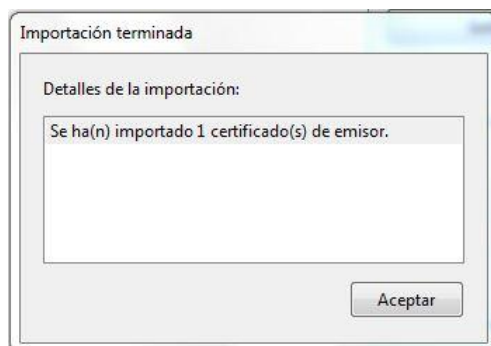 Importación terminada
Detalles de la importación:
Se ha(n) importado 1 certificado(s) de emisor.
Aceptar